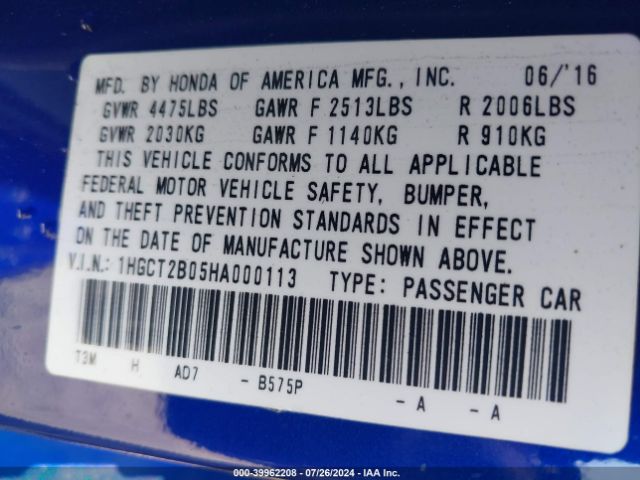 MFD. BY HONDA OF AMERICA MFG., INC. 06/'16
GVWR 4475LBS GAWR F 2513LBS R 2006LBS
GVWR 2030KG GAWR F 1140KG R 910KG
THIS VEHICLE CONFORMS TO ALL APPLICABLE
FEDERAL MOTOR VEHICLE SAFETY, BUMPER,
AND THEFT PREVENTION STANDARDS IN EFFECT
ON THE DATE OF MANUFACTURE SHOWN ABOVE.
V.I.N.: 1HGCT2B05HA000113 TYPE: PASSENGER CAR
T3M H AD7 - B575P - A - A
000-39962208 - 07/26/2024 - IAA Inc.